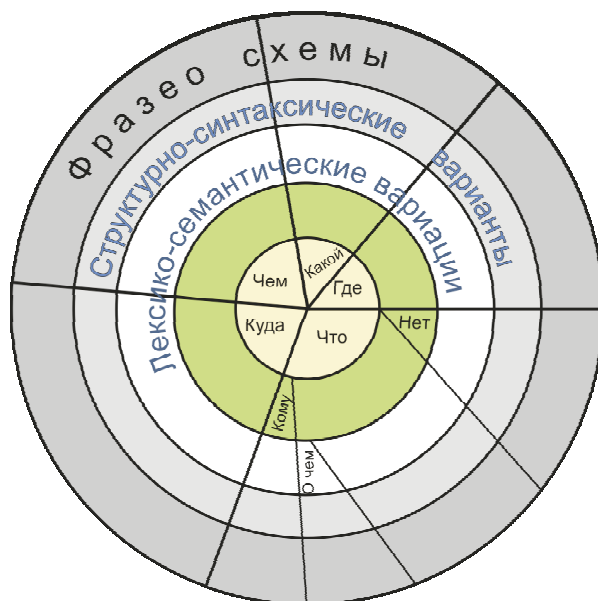 Фразео схемы
Структурно-синтаксические варианты
Лексико-семантические вариации
Какой
Чем
Где
Куда
Что
Нет
Кому
О чем